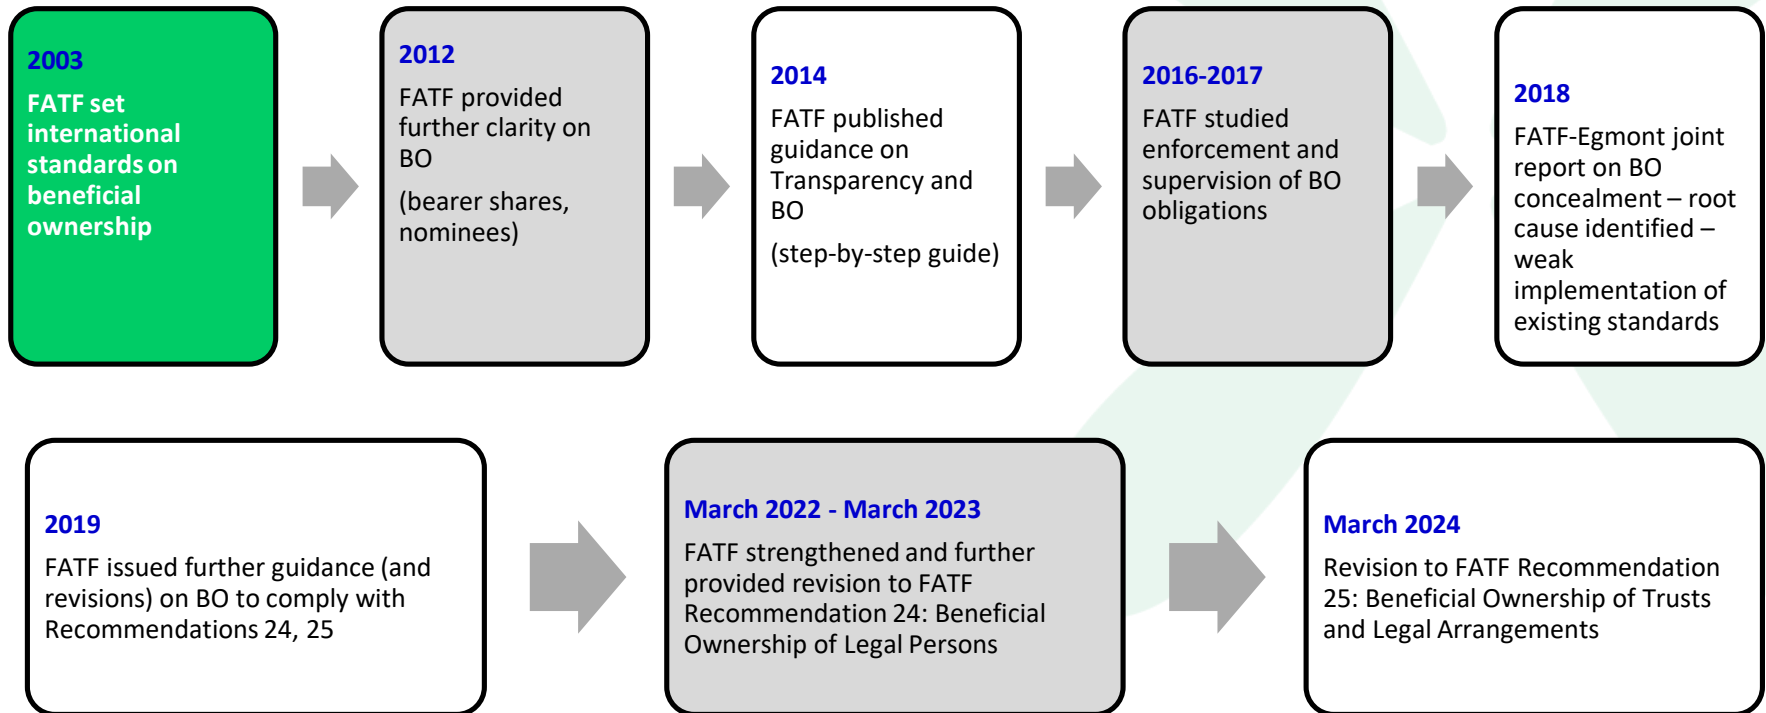 2003
FATF set
international
standards on
beneficial
ownership
2012
FATF provided
further clarity on
BO
(bearer shares,
nominees)
2014
FATF published
guidance on
Transparency and
BO
(step-by-step guide)
2016-2017
FATF studied
enforcement and
supervision of BO
obligations
2018
FATF-Egmont joint
report on BO
concealment – root
cause identified –
weak
implementation of
existing standards
2019
FATF issued further guidance (and
revisions) on BO to comply with
Recommendations 24, 25
March 2022 - March 2023
FATF strengthened and further
provided revision to FATF
Recommendation 24: Beneficial
Ownership of Legal Persons
March 2024
Revision to FATF Recommendation
25: Beneficial Ownership of Trusts
and Legal Arrangements